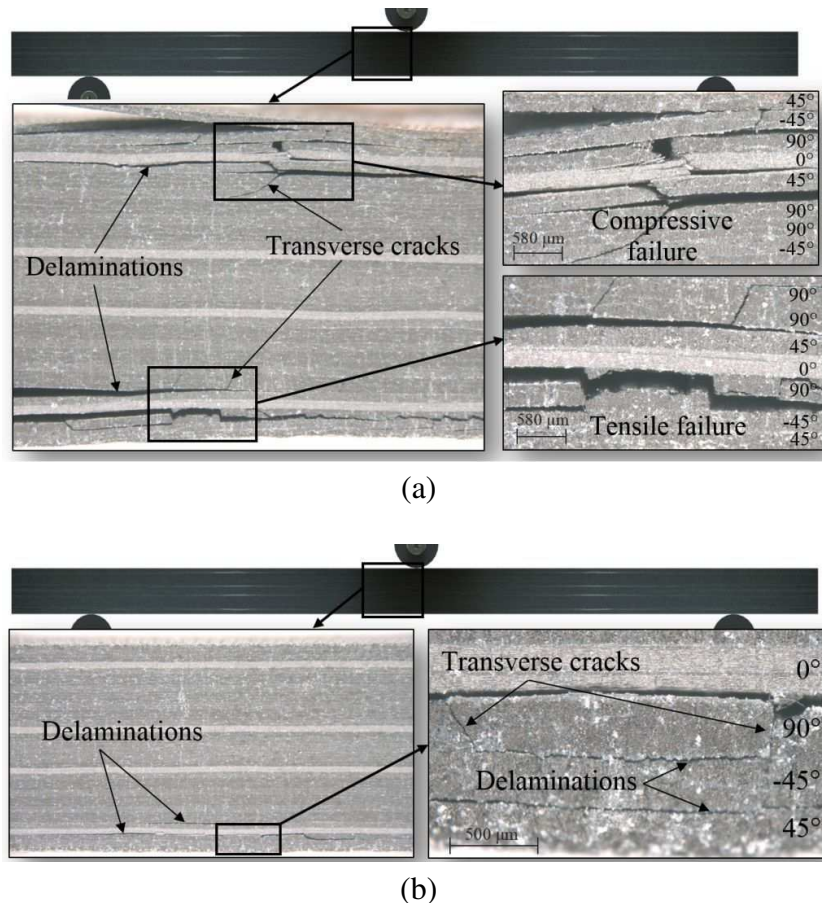 Delaminations
Transverse cracks
45°
-45°
90°
0°
45°
90°
90°
-45°
Compressive
failure
580 µm
90°
90°
45°
0°
90°
-45°
45°
Tensile failure
580 µm
(a)
Delaminations
Transverse cracks
0°
90°
Delaminations
-45°
45°
500 µm
(b)